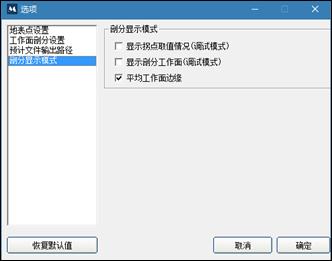 选项
地表点设置
工作面剖分设置
预计文件输出路径
剖分显示模式
剖分显示模式
显示拐点取值情况(调试模式)
显示剖分工作面(调试模式)
平均工作面边缘
恢复默认值
取消
确定